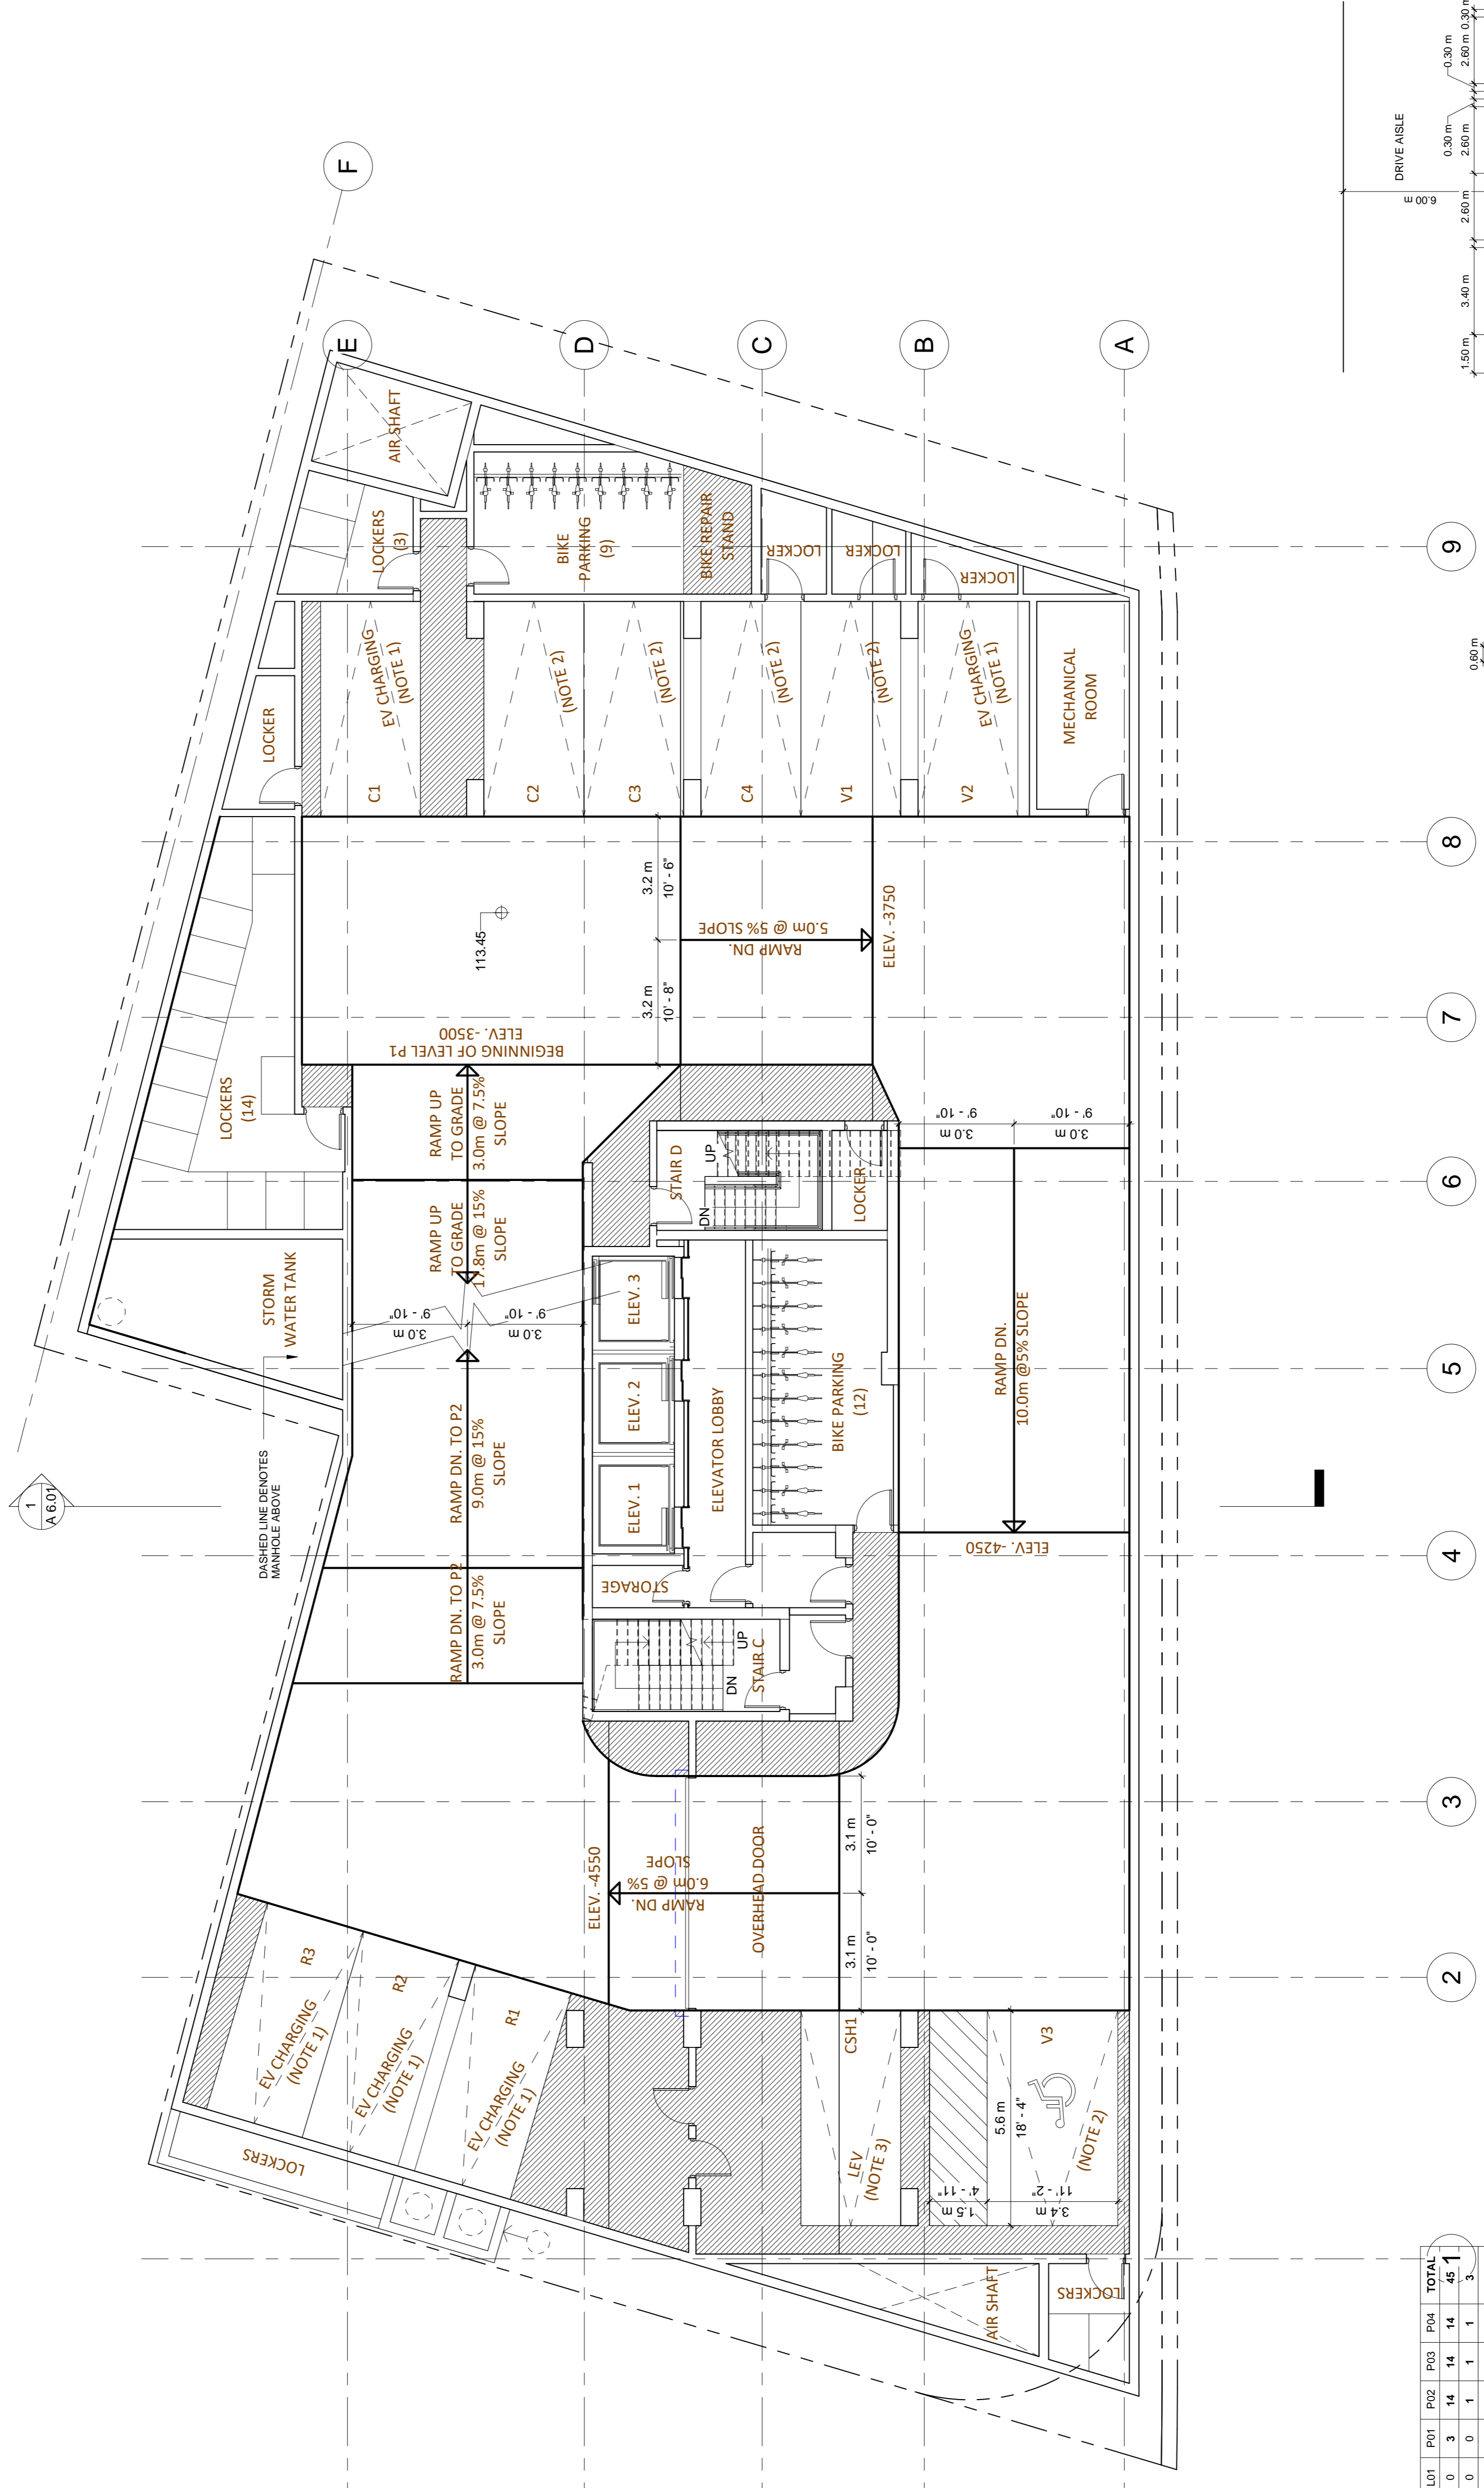 1
A 6.01
F
E
D
C
B
A
9
8
7
6
5
4
3
2
1
DRIVE AISLE
6.00 m
1.50 m
3.40 m
2.60 m
0.30 m
2.60 m
0.30 m
2.60 m
0.30 m
0.60 m
AIR SHAFT
LOCKERS
(3)
BIKE
PARKING
(9)
BIKE REPAIR
STAND
LOCKER
LOCKER
LOCKER
LOCKER
C1
EV CHARGING
(NOTE 1)
C2
(NOTE 2)
C3
(NOTE 2)
C4
(NOTE 2)
V1
(NOTE 2)
V2
EV CHARGING
(NOTE 1)
MECHANICAL
ROOM
LOCKERS
(14)
113.45
3.2 m
10' - 6"
3.2 m
10' - 8"
RAMP DN.
5.0m @ 5% SLOPE
ELEV. -3750
BEGINNING OF LEVEL P1
ELEV. -3500
RAMP UP
TO GRADE
3.0m @ 7.5%
SLOPE
RAMP UP
TO GRADE
17.8m @ 15%
SLOPE
STORM
WATER TANK
DASHED LINE DENOTES
MANHOLE ABOVE
9' - 10"
3.0 m
9' - 10"
3.0 m
RAMP DN. TO P2
9.0m @ 15%
SLOPE
RAMP DN. TO P2
3.0m @ 7.5%
SLOPE
STAIR D
UP
DN
LOCKER
ELEV. 3
ELEV. 2
ELEV. 1
ELEVATOR LOBBY
BIKE PARKING
(12)
STORAGE
STAIR C
UP
DN
9' - 10"
3.0 m
9' - 10"
3.0 m
RAMP DN.
10.0m @5% SLOPE
ELEV. -4250
ELEV. -4550
RAMP DN.
6.0m @ 5%
SLOPE
OVERHEAD DOOR
3.1 m
10' - 0"
3.1 m
10' - 0"
R3
EV CHARGING
(NOTE 1)
R2
EV CHARGING
(NOTE 1)
R1
EV CHARGING
(NOTE 1)
LOCKERS
CSH1
LEV
(NOTE 3)
V3
(NOTE 2)
5.6 m
18' - 4"
4' - 11"
1.5 m
11' - 2"
3.4 m
AIR SHAFT
LOCKERS
L01 P01 P02 P03 P04 TOTAL
0 3 14 14 14 45
0 0 1 1 1 3